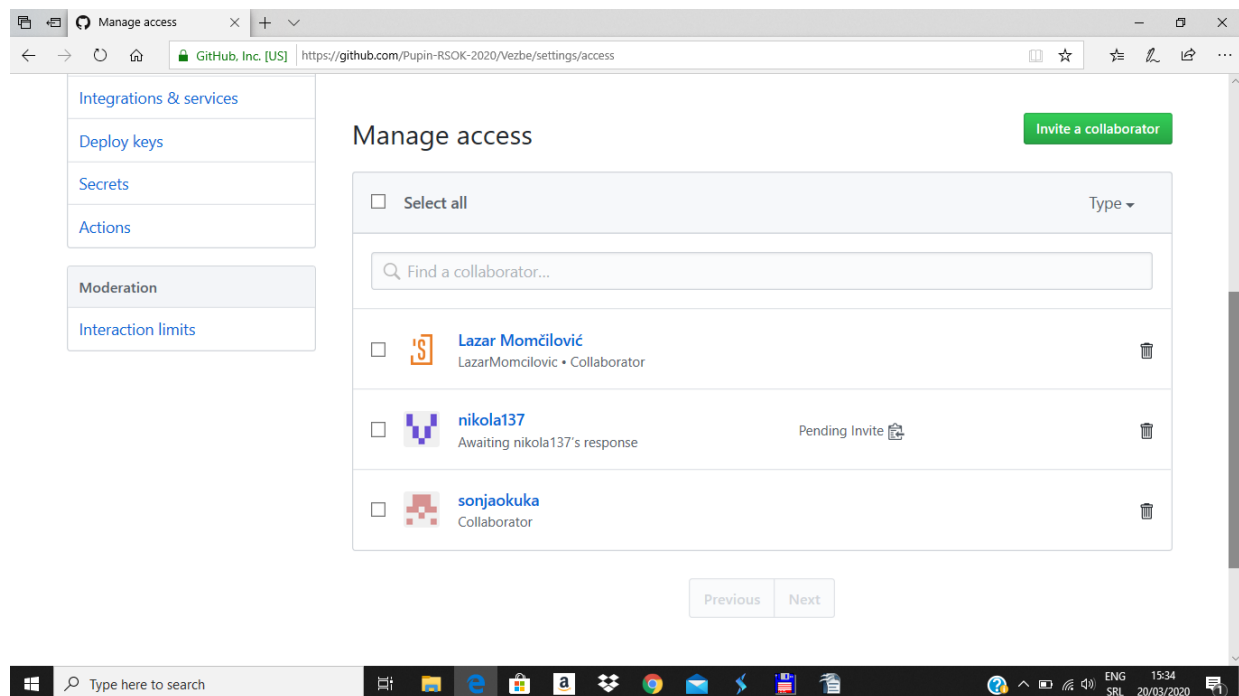 Manage access
GitHub, Inc. [US]
https://github.com/Pupin-RSOK-2020/Vezbe/settings/access
Integrations & services
Deploy keys
Secrets
Actions
Moderation
Interaction limits
Manage access
Invite a collaborator
Select all
Type
Find a collaborator...
Lazar Momčilović
LazarMomcilovic • Collaborator
nikola137
Awaiting nikola137's response
Pending Invite
sonjaokuka
Collaborator
Previous
Next
Type here to search
a
ENG
SRL
15:34
20/03/2020